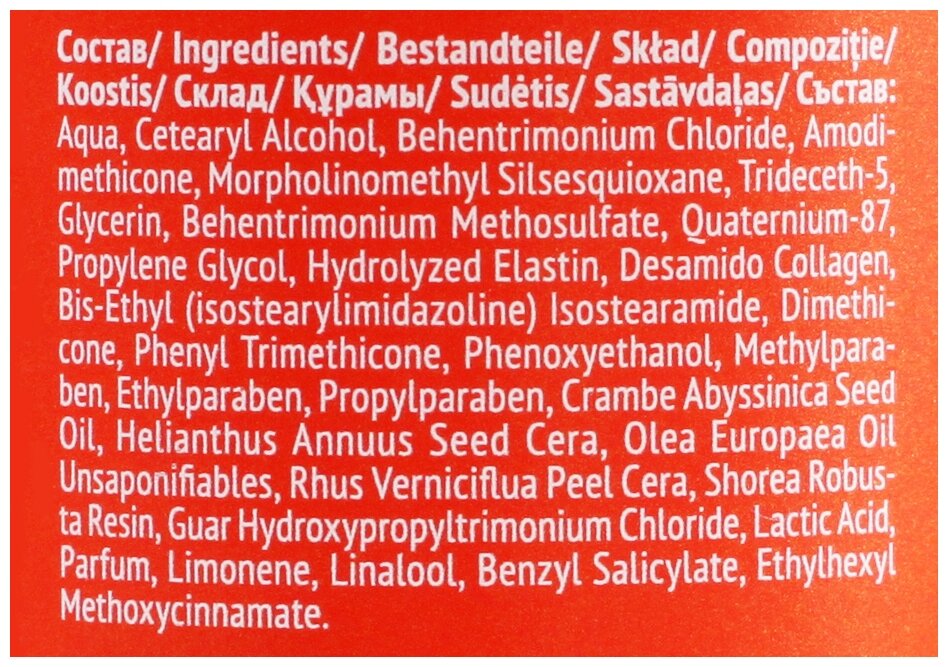 Состав/ Ingredients/ Bestandteile/ Skład/ Compoziţie/
Koostis/ Склад/ Құрамы/ Sudėtis/ Sastāvdaļas/ Състав:
Aqua, Cetearyl Alcohol, Behentrimonium Chloride, Amodi-
methicone, Morpholinomethyl Silsesquioxane, Trideceth-5,
Glycerin, Behentrimonium Methosulfate, Quaternium-87,
Propylene Glycol, Hydrolyzed Elastin, Desamido Collagen,
Bis-Ethyl (isostearylimidazoline) Isostearamide, Dimethi-
cone, Phenyl Trimethicone, Phenoxyethanol, Methylpara-
ben, Ethylparaben, Propylparaben, Crambe Abyssinica Seed
Oil, Helianthus Annuus Seed Cera, Olea Europaea Oil
Unsaponifiables, Rhus Verniciflua Peel Cera, Shorea Robus-
ta Resin, Guar Hydroxypropyltrimonium Chloride, Lactic Acid,
Parfum, Limonene, Linalool, Benzyl Salicylate, Ethylhexyl
Methoxycinnamate.